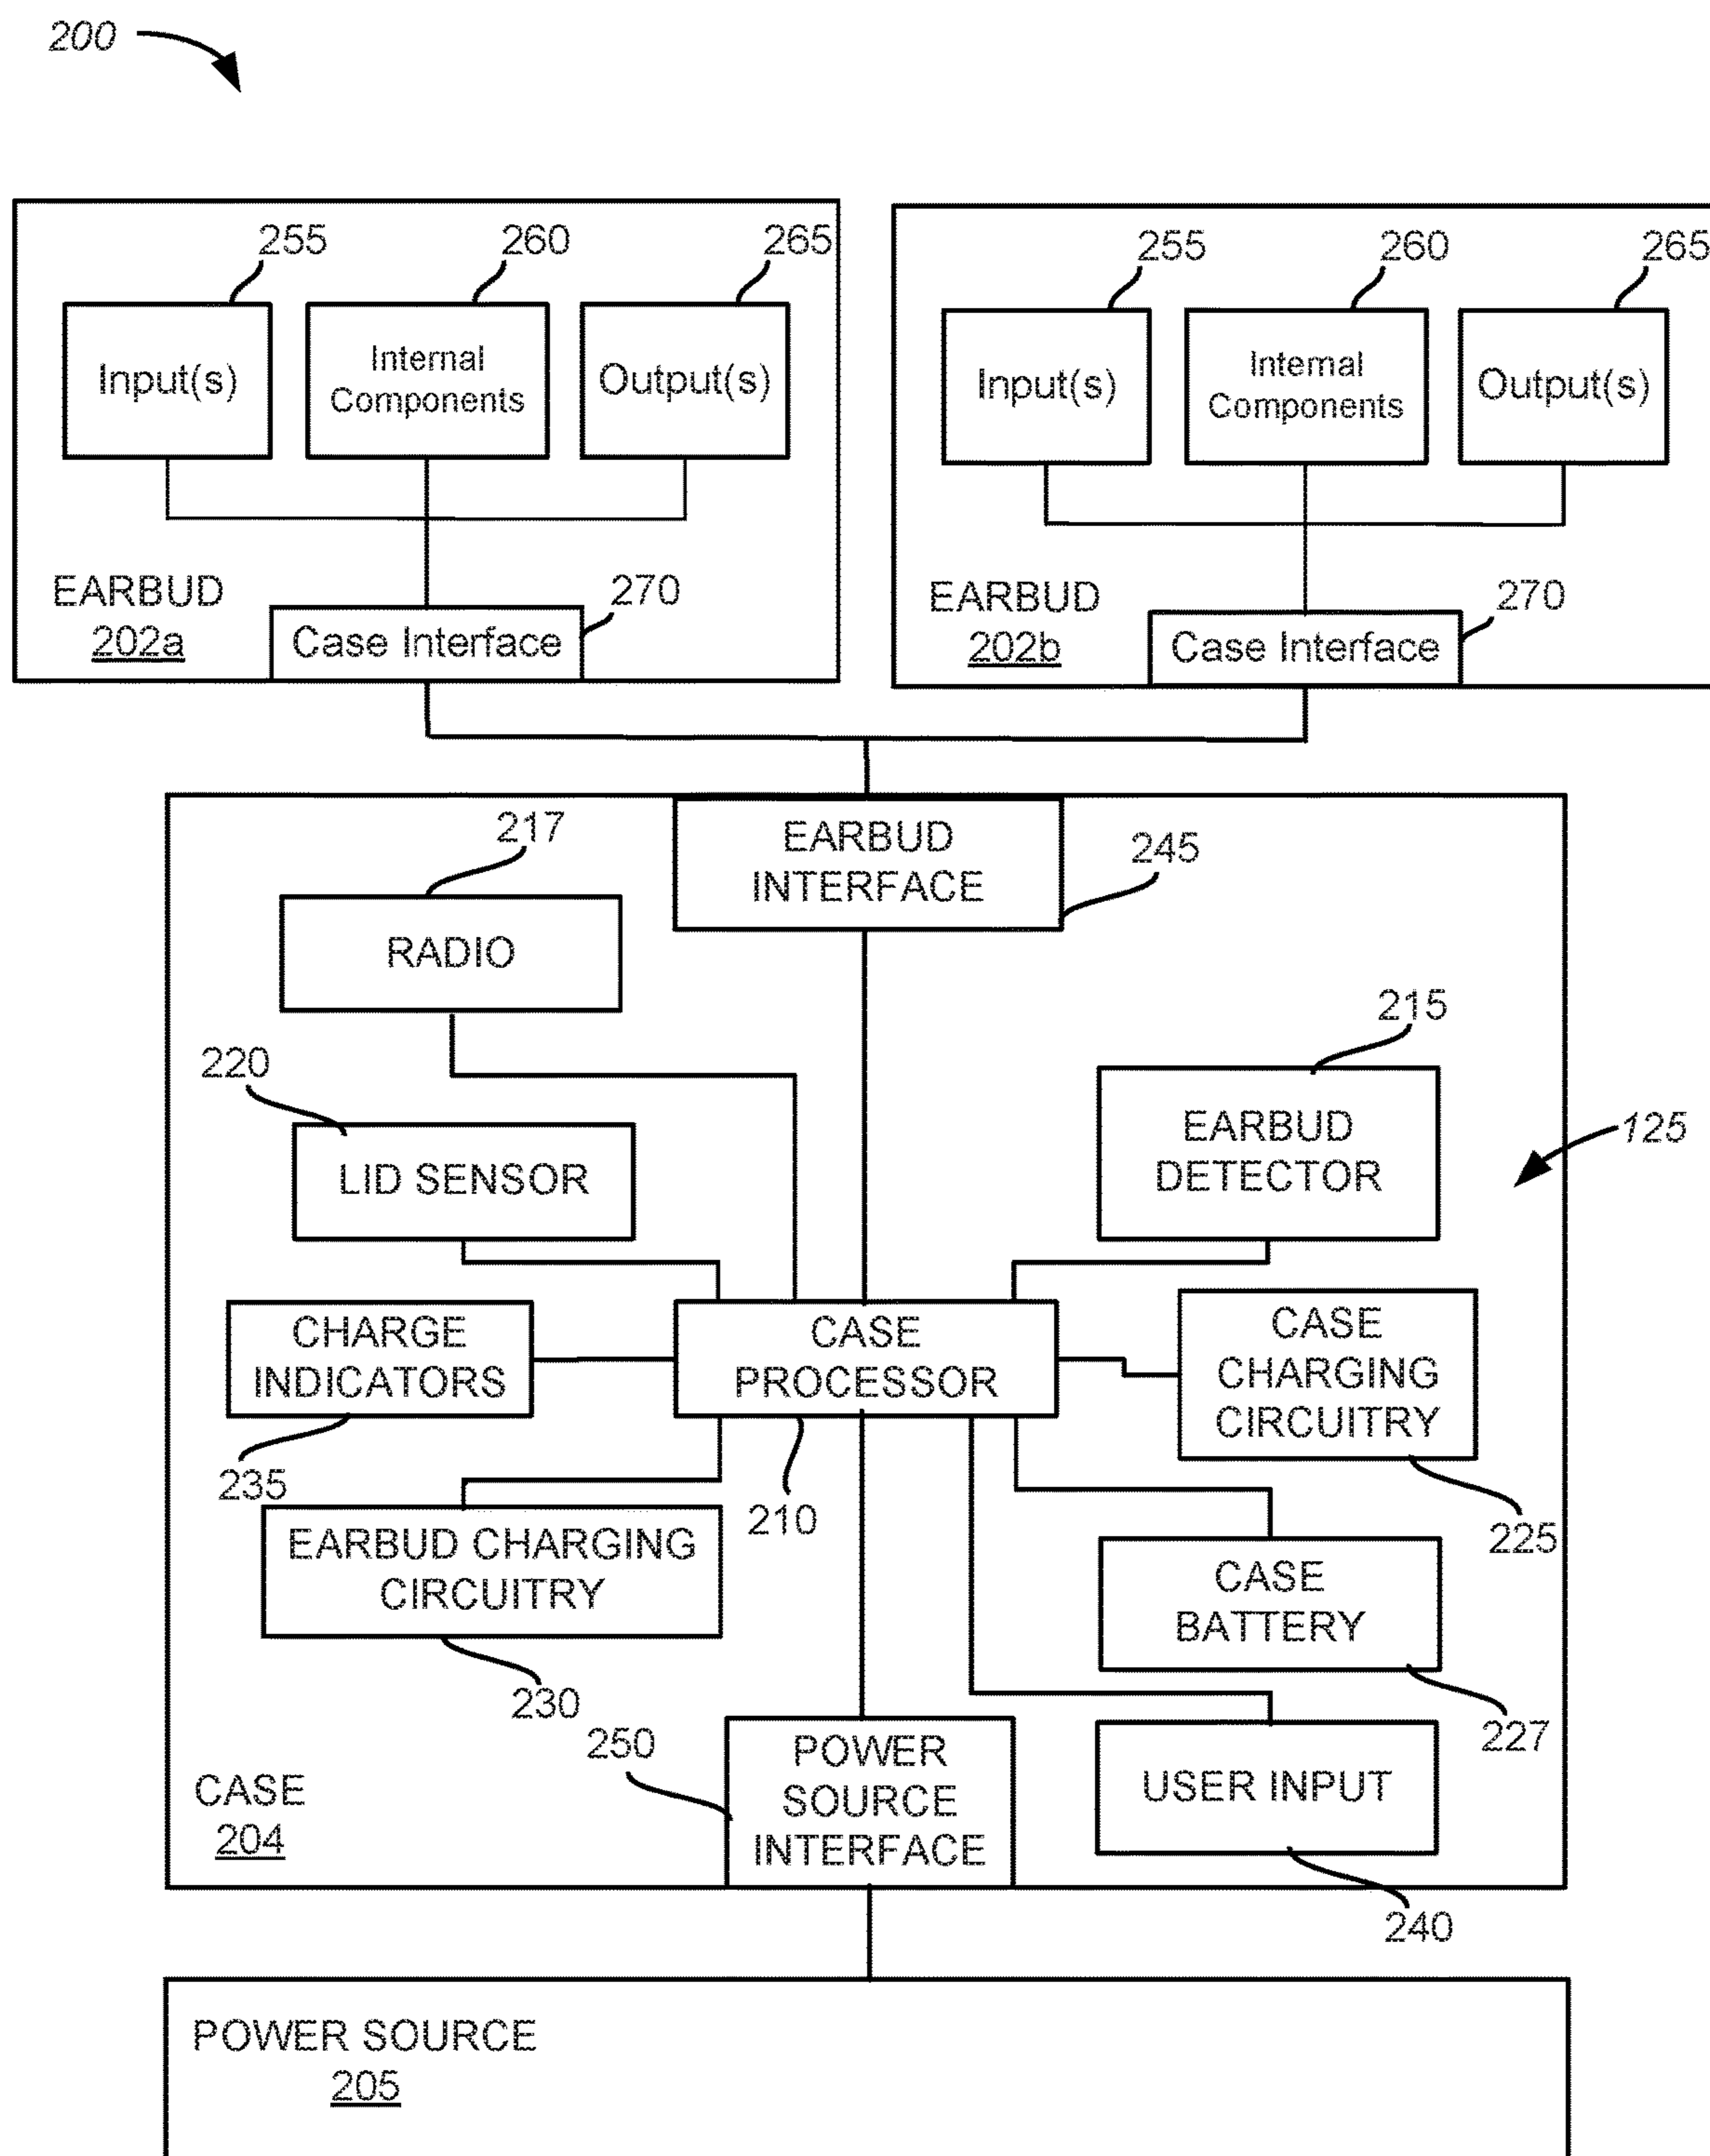 200
255
260
265
Input(s)
Internal
Components
Output(s)
EARBUD
202a
270
Case Interface
255
260
265
Input(s)
Internal
Components
Output(s)
EARBUD
202b
270
Case Interface
217
EARBUD
INTERFACE
245
RADIO
215
220
EARBUD
DETECTOR
125
LID SENSOR
CHARGE
INDICATORS
235
CASE
PROCESSOR
210
CASE
CHARGING
CIRCUITRY
225
EARBUD CHARGING
CIRCUITRY
230
CASE
BATTERY
227
250
POWER
SOURCE
INTERFACE
USER INPUT
240
CASE
204
POWER SOURCE
205